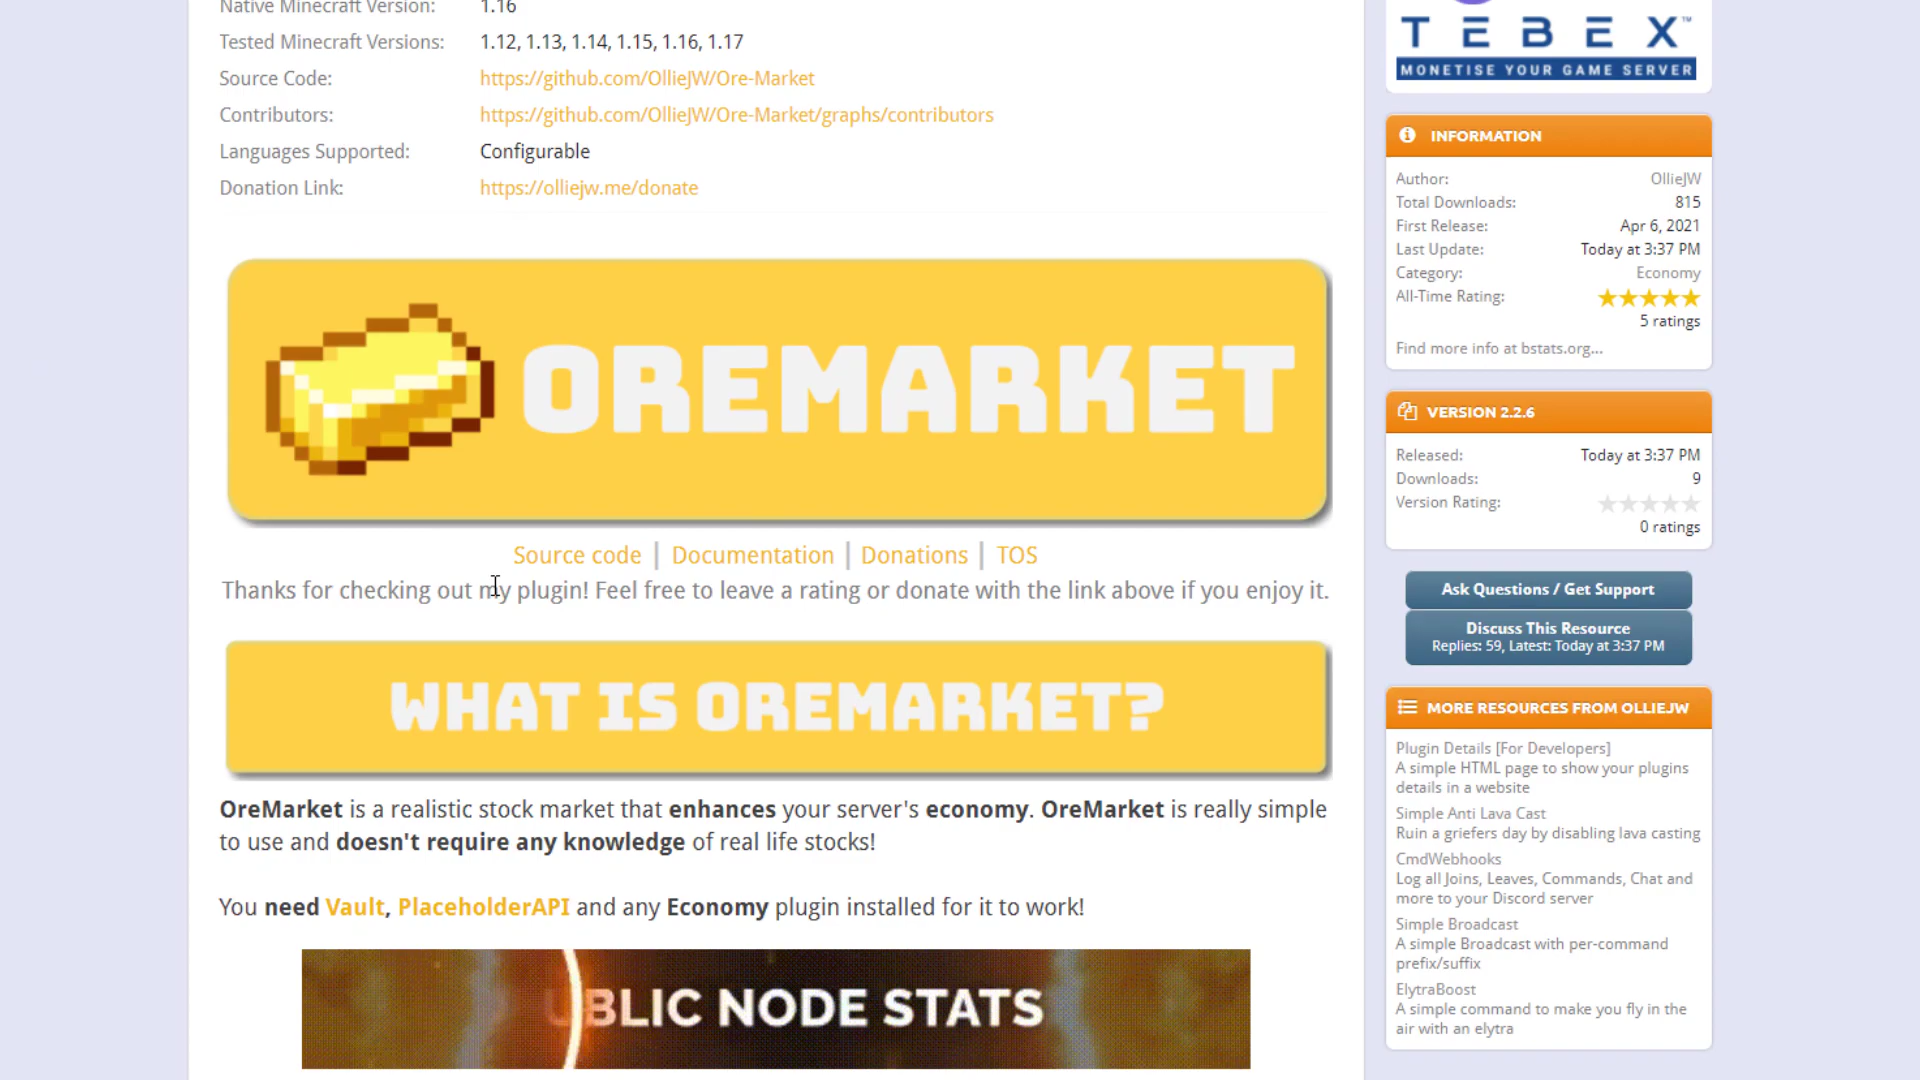 Native Minecraft Version: 1.16
Tested Minecraft Versions: 1.12, 1.13, 1.14, 1.15, 1.16, 1.17
Source Code: https://github.com/OllieJW/Ore-Market
Contributors: https://github.com/OllieJW/Ore-Market/graphs/contributors
Languages Supported: Configurable
Donation Link: https://olliejw.me/donate
OREMARKET
Source code | Documentation | Donations | TOS
Thanks for checking out my plugin! Feel free to leave a rating or donate with the link above if you enjoy it.
WHAT IS OREMARKET?
OreMarket is a realistic stock market that enhances your server's economy. OreMarket is really simple
to use and doesn't require any knowledge of real life stocks!
You need Vault, PlaceholderAPI and any Economy plugin installed for it to work!
UBLIC NODE STATS
TEBEX™
MONETISE YOUR GAME SERVER
INFORMATION
Author: OllieJW
Total Downloads: 815
First Release: Apr 6, 2021
Last Update: Today at 3:37 PM
Category: Economy
All-Time Rating:
5 ratings
Find more info at bstats.org...
VERSION 2.2.6
Released: Today at 3:37 PM
Downloads: 9
Version Rating:
0 ratings
Ask Questions / Get Support
Discuss This Resource
Replies: 59, Latest: Today at 3:37 PM
MORE RESOURCES FROM OLLIEJW
Plugin Details [For Developers]
A simple HTML page to show your plugins
details in a website
Simple Anti Lava Cast
Ruin a griefers day by disabling lava casting
CmdWebhooks
Log all Joins, Leaves, Commands, Chat and
more to your Discord server
Simple Broadcast
A simple Broadcast with per-command
prefix/suffix
ElytraBoost
A simple command to make you fly in the
air with an elytra